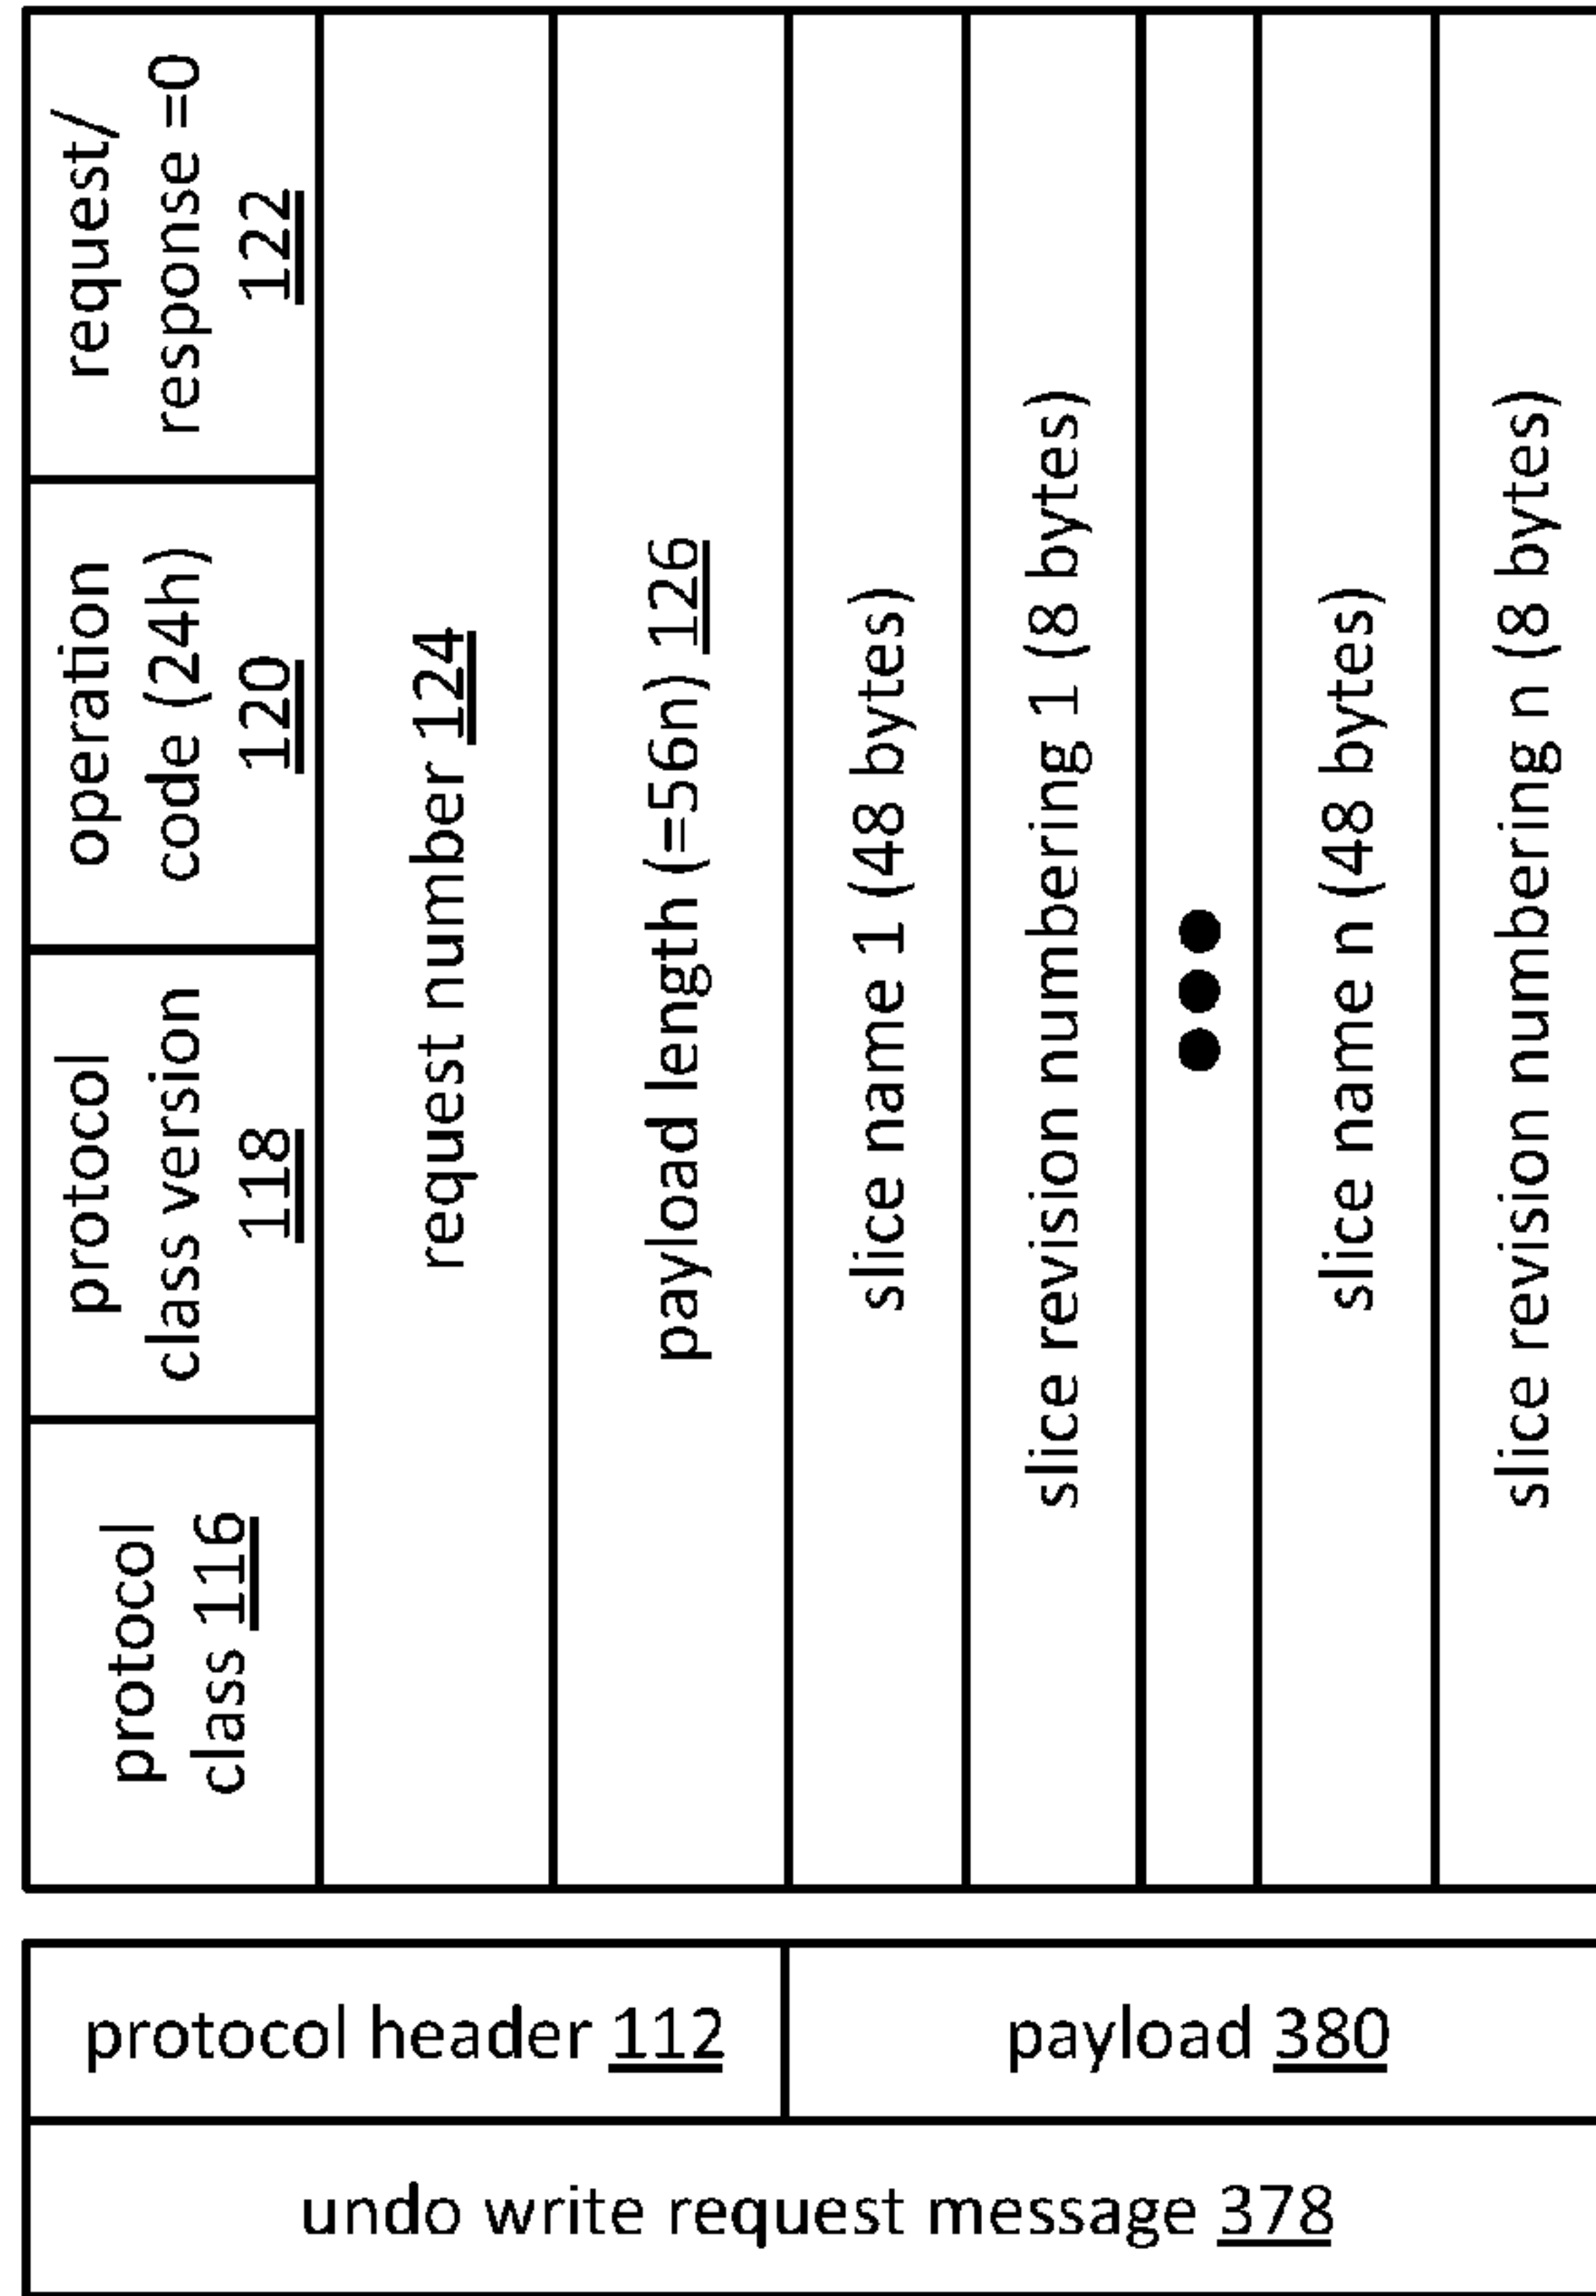 protocol
class 116
protocol
class version
118
operation
code (24h)
120
request/
response =0
122
request number 124
payload length (=56n) 126
slice name 1 (48 bytes)
slice revision numbering 1 (8 bytes)
slice name n (48 bytes)
slice revision numbering n (8 bytes)
protocol header 112
payload 380
undo write request message 378